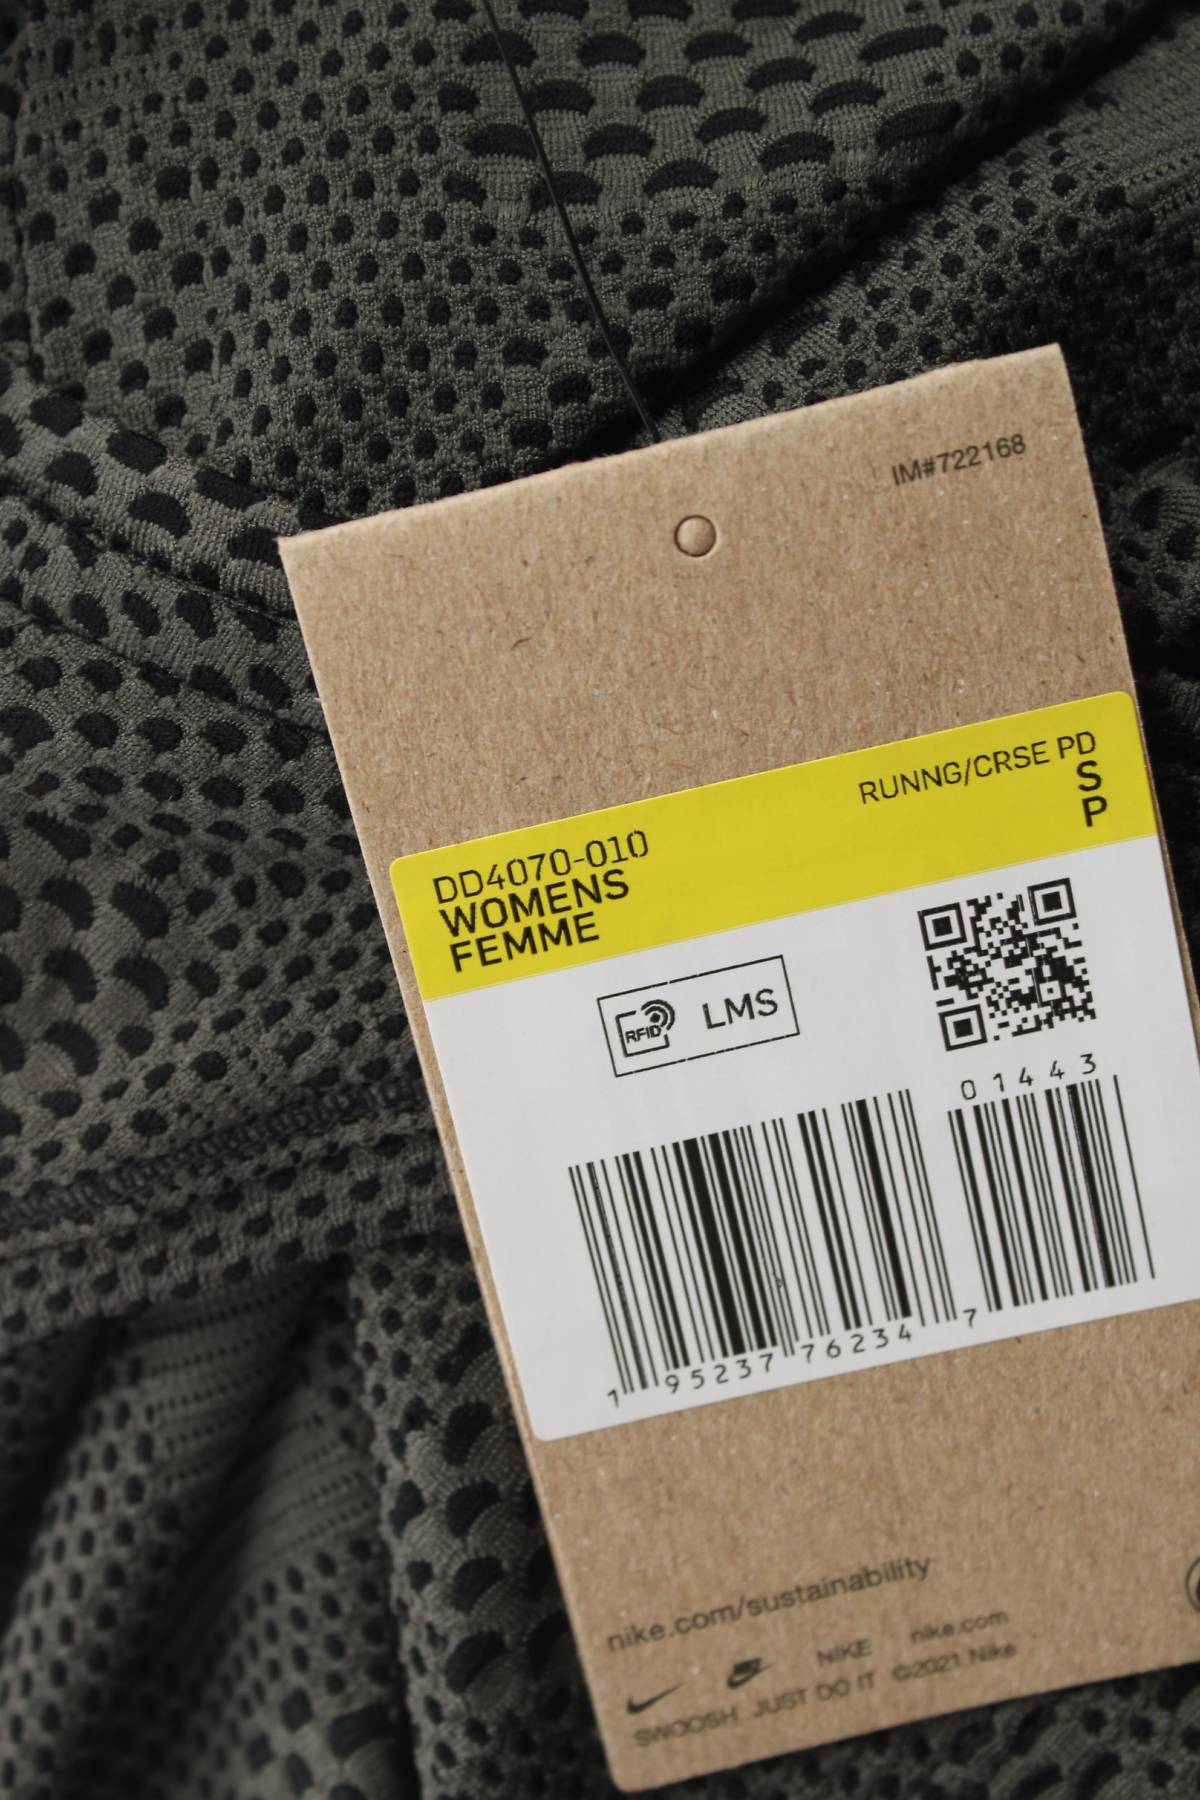 IM#722168
RUNNG/CRSE PD
S
P
DD4070-010
WOMENS
FEMME
RFID LMS
01443
1 95237 76234 7
nike.com/sustainability
NIKE nike.com
SWOOSH JUST DO IT ©2021 Nike